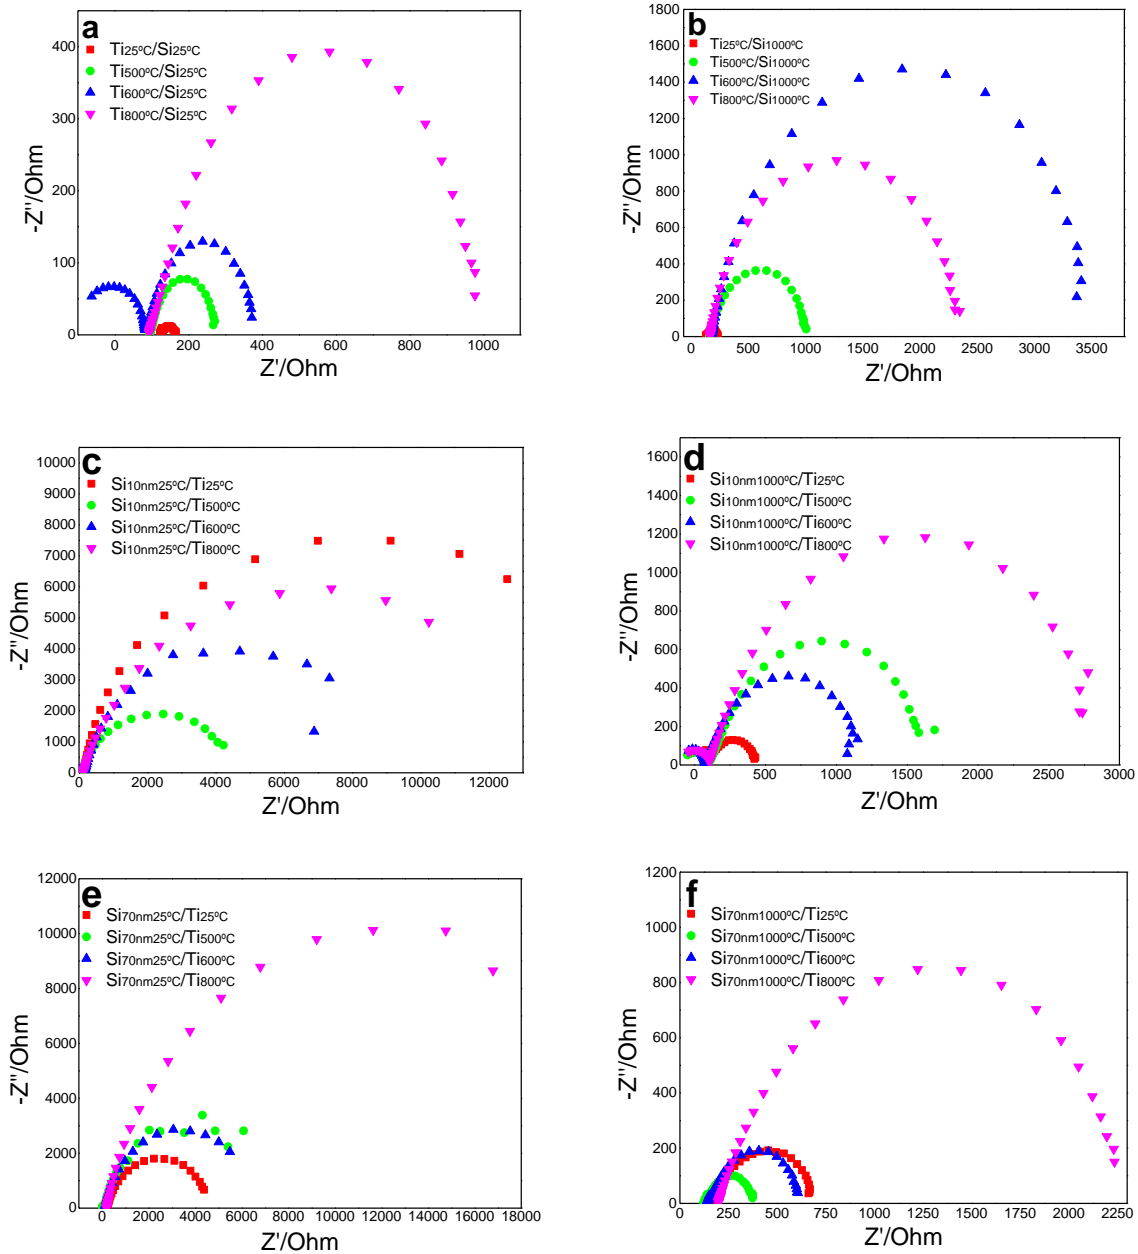 a
Ti25ºC/Si25ºC
Ti500ºC/Si25ºC
Ti600ºC/Si25ºC
Ti800ºC/Si25ºC
400
300
200
100
0
0 200 400 600 800 1000
-Z''/Ohm
Z'/Ohm
b
Ti25ºC/Si1000ºC
Ti500ºC/Si1000ºC
Ti600ºC/Si1000ºC
Ti800ºC/Si1000ºC
1800
1600
1400
1200
1000
800
600
400
200
0
0 500 1000 1500 2000 2500 3000 3500
-Z''/Ohm
Z'/Ohm
c
Si10nm25ºC/Ti25ºC
Si10nm25ºC/Ti500ºC
Si10nm25ºC/Ti600ºC
Si10nm25ºC/Ti800ºC
10000
9000
8000
7000
6000
5000
4000
3000
2000
1000
0
0 2000 4000 6000 8000 10000 12000
-Z''/Ohm
Z'/Ohm
d
Si10nm1000ºC/Ti25ºC
Si10nm1000ºC/Ti500ºC
Si10nm1000ºC/Ti600ºC
Si10nm1000ºC/Ti800ºC
1600
1400
1200
1000
800
600
400
200
0
0 500 1000 1500 2000 2500 3000
-Z''/Ohm
Z'/Ohm
e
Si70nm25ºC/Ti25ºC
Si70nm25ºC/Ti500ºC
Si70nm25ºC/Ti600ºC
Si70nm25ºC/Ti800ºC
12000
10000
8000
6000
4000
2000
0
0 2000 4000 6000 8000 10000 12000 14000 16000 18000
-Z''/Ohm
Z'/Ohm
f
Si70nm1000ºC/Ti25ºC
Si70nm1000ºC/Ti500ºC
Si70nm1000ºC/Ti600ºC
Si70nm1000ºC/Ti800ºC
1200
1000
800
600
400
200
0
0 250 500 750 1000 1250 1500 1750 2000 2250
-Z''/Ohm
Z'/Ohm